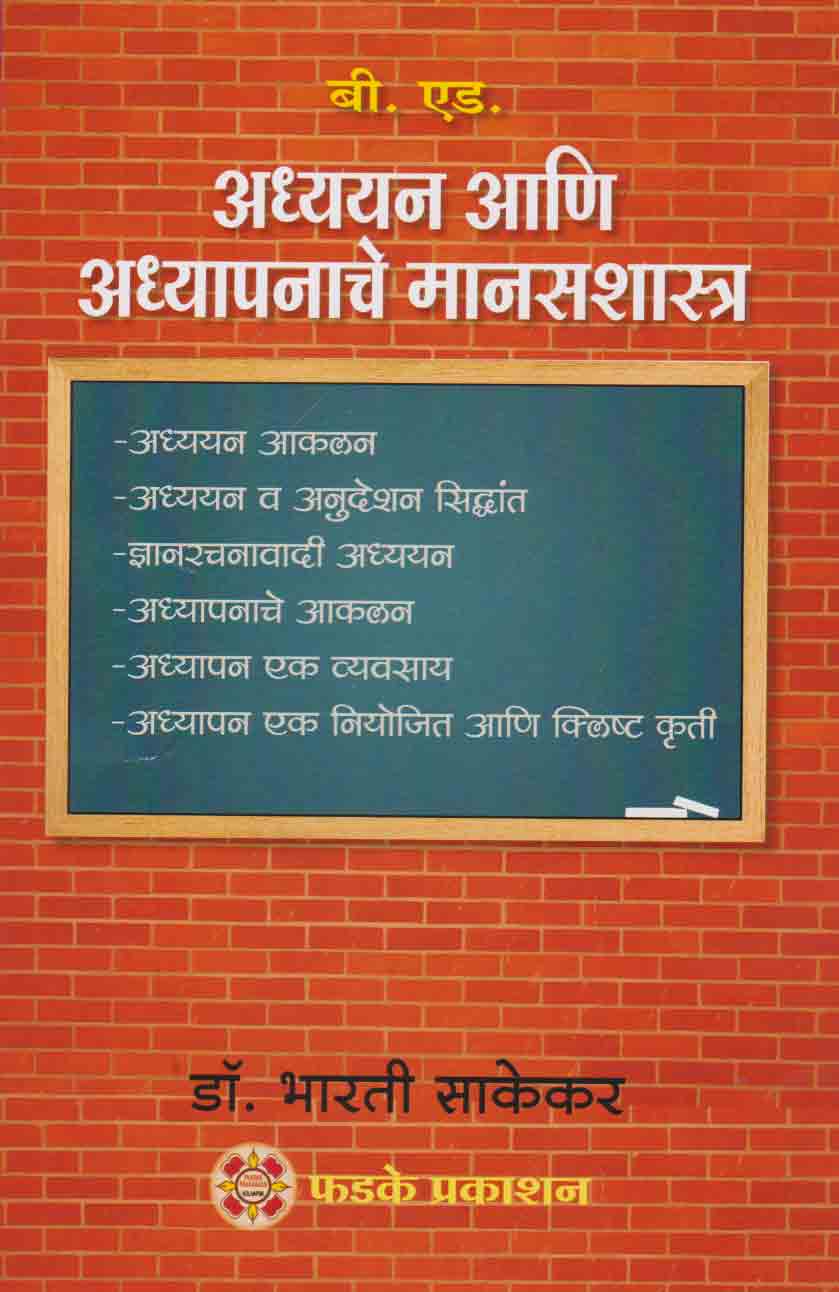 बी. एड.
अध्ययन आणि
अध्यापनाचे मानसशास्त्र
-अध्ययन आकलन
-अध्ययन व अनुदेशन सिद्धांत
-ज्ञानरचनावादी अध्ययन
-अध्यापनाचे आकलन
-अध्यापन एक व्यवसाय
-अध्यापन एक नियोजित आणि क्लिष्ट कृती
डॉ. भारती साकेकर
फडके प्रकाशन